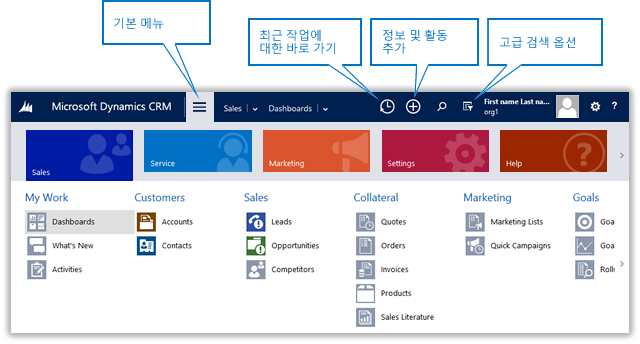 기본 메뉴
최근 작업에
대한 바로 가기
정보 및 활동
추가
고급 검색 옵션
Microsoft Dynamics CRM
Sales
Dashboards
First name Last na...
org1
?
Sales
Service
Marketing
Settings
Help
My Work
Customers
Sales
Collateral
Marketing
Goals
Dashboards
Accounts
Leads
Quotes
Marketing Lists
Goa
What's New
Contacts
Opportunities
Orders
Quick Campaigns
Goa
Activities
Competitors
Invoices
Rollu
Products
Sales Literature